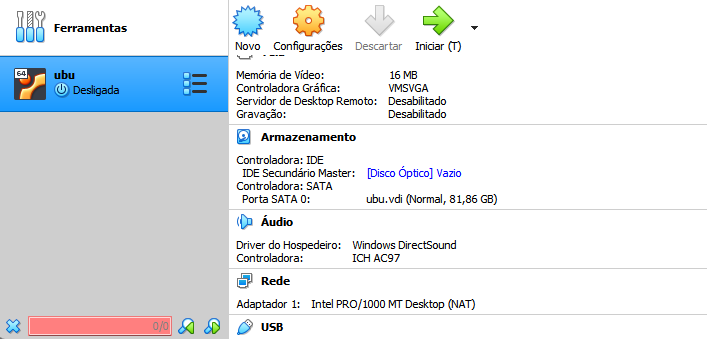 Ferramentas
64
ubu
Desligada
0/0
Novo
Configurações
Descartar
Iniciar (T)
Memória de Vídeo: 16 MB
Controladora Gráfica: VMSVGA
Servidor de Desktop Remoto: Desabilitado
Gravação: Desabilitado
Armazenamento
Controladora: IDE
IDE Secundário Master: [Disco Óptico] Vazio
Controladora: SATA
Porta SATA 0: ubu.vdi (Normal, 81,86 GB)
Áudio
Driver do Hospedeiro: Windows DirectSound
Controladora: ICH AC97
Rede
Adaptador 1: Intel PRO/1000 MT Desktop (NAT)
USB